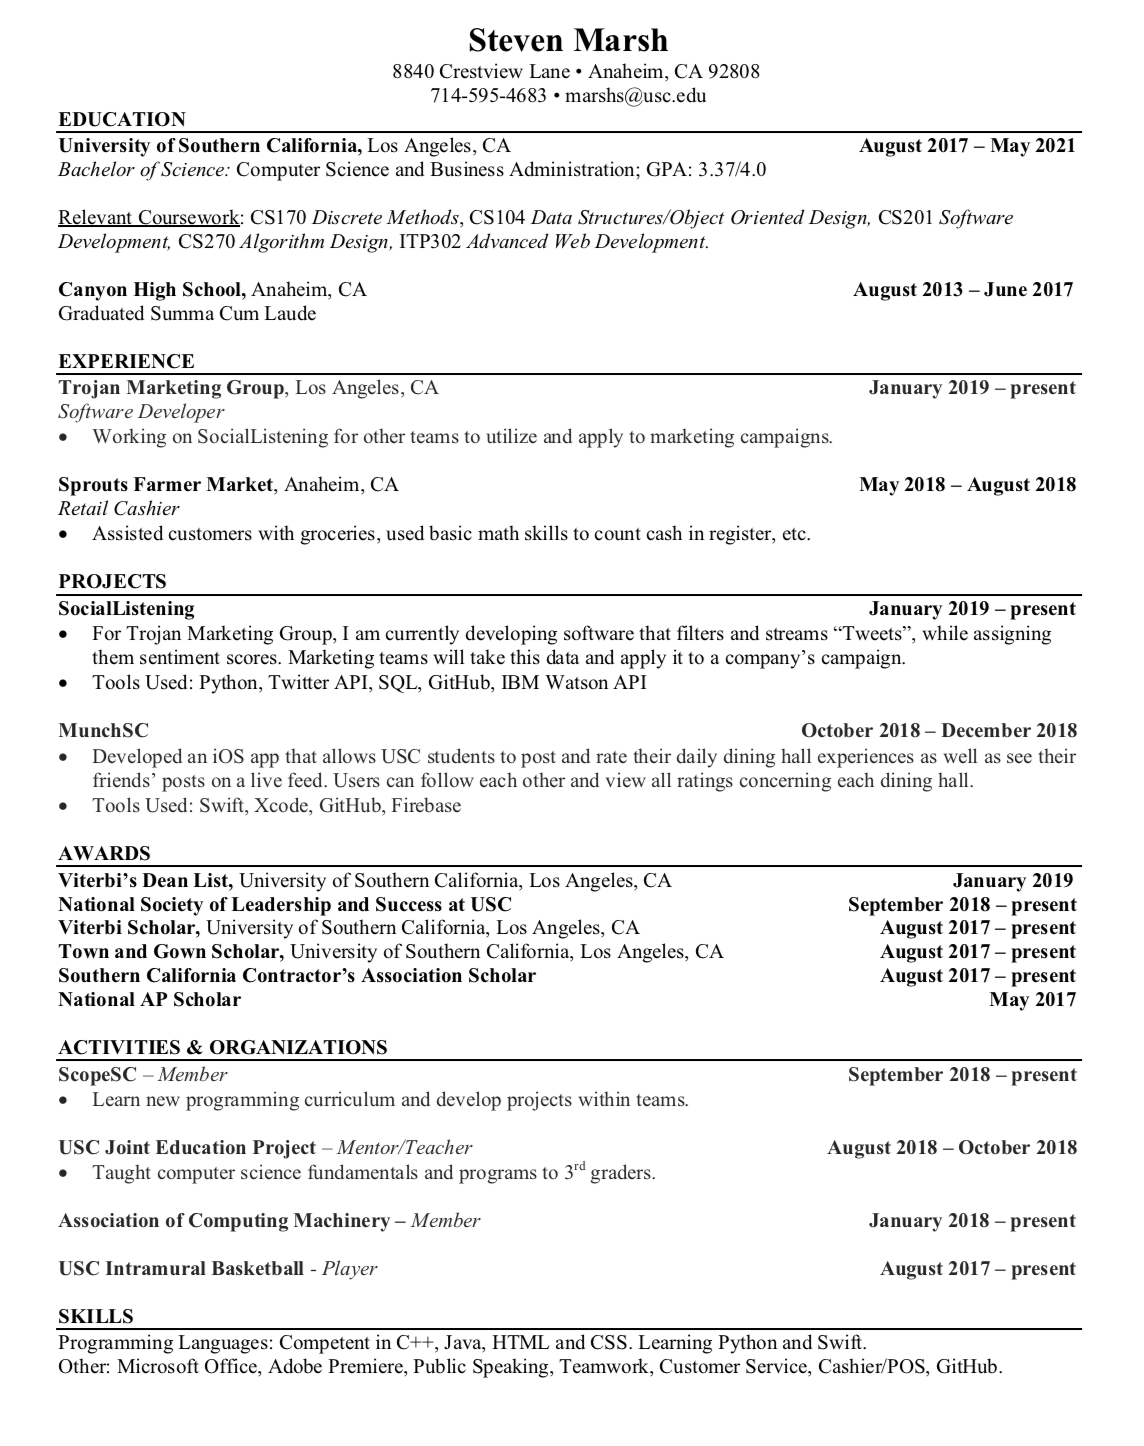 Steven Marsh
8840 Crestview Lane • Anaheim, CA 92808
714-595-4683 • marshs@usc.edu
EDUCATION
University of Southern California, Los Angeles, CA August 2017 – May 2021
Bachelor of Science: Computer Science and Business Administration; GPA: 3.37/4.0
Relevant Coursework: CS170 Discrete Methods, CS104 Data Structures/Object Oriented Design, CS201 Software
Development, CS270 Algorithm Design, ITP302 Advanced Web Development.
Canyon High School, Anaheim, CA August 2013 – June 2017
Graduated Summa Cum Laude
EXPERIENCE
Trojan Marketing Group, Los Angeles, CA January 2019 – present
Software Developer
• Working on SocialListening for other teams to utilize and apply to marketing campaigns.
Sprouts Farmer Market, Anaheim, CA May 2018 – August 2018
Retail Cashier
• Assisted customers with groceries, used basic math skills to count cash in register, etc.
PROJECTS
SocialListening January 2019 – present
• For Trojan Marketing Group, I am currently developing software that filters and streams “Tweets”, while assigning
them sentiment scores. Marketing teams will take this data and apply it to a company’s campaign.
• Tools Used: Python, Twitter API, SQL, GitHub, IBM Watson API
MunchSC October 2018 – December 2018
• Developed an iOS app that allows USC students to post and rate their daily dining hall experiences as well as see their
friends’ posts on a live feed. Users can follow each other and view all ratings concerning each dining hall.
• Tools Used: Swift, Xcode, GitHub, Firebase
AWARDS
Viterbi’s Dean List, University of Southern California, Los Angeles, CA January 2019
National Society of Leadership and Success at USC September 2018 – present
Viterbi Scholar, University of Southern California, Los Angeles, CA August 2017 – present
Town and Gown Scholar, University of Southern California, Los Angeles, CA August 2017 – present
Southern California Contractor’s Association Scholar August 2017 – present
National AP Scholar May 2017
ACTIVITIES & ORGANIZATIONS
ScopeSC – Member September 2018 – present
• Learn new programming curriculum and develop projects within teams.
USC Joint Education Project – Mentor/Teacher August 2018 – October 2018
• Taught computer science fundamentals and programs to 3rd graders.
Association of Computing Machinery – Member January 2018 – present
USC Intramural Basketball - Player August 2017 – present
SKILLS
Programming Languages: Competent in C++, Java, HTML and CSS. Learning Python and Swift.
Other: Microsoft Office, Adobe Premiere, Public Speaking, Teamwork, Customer Service, Cashier/POS, GitHub.